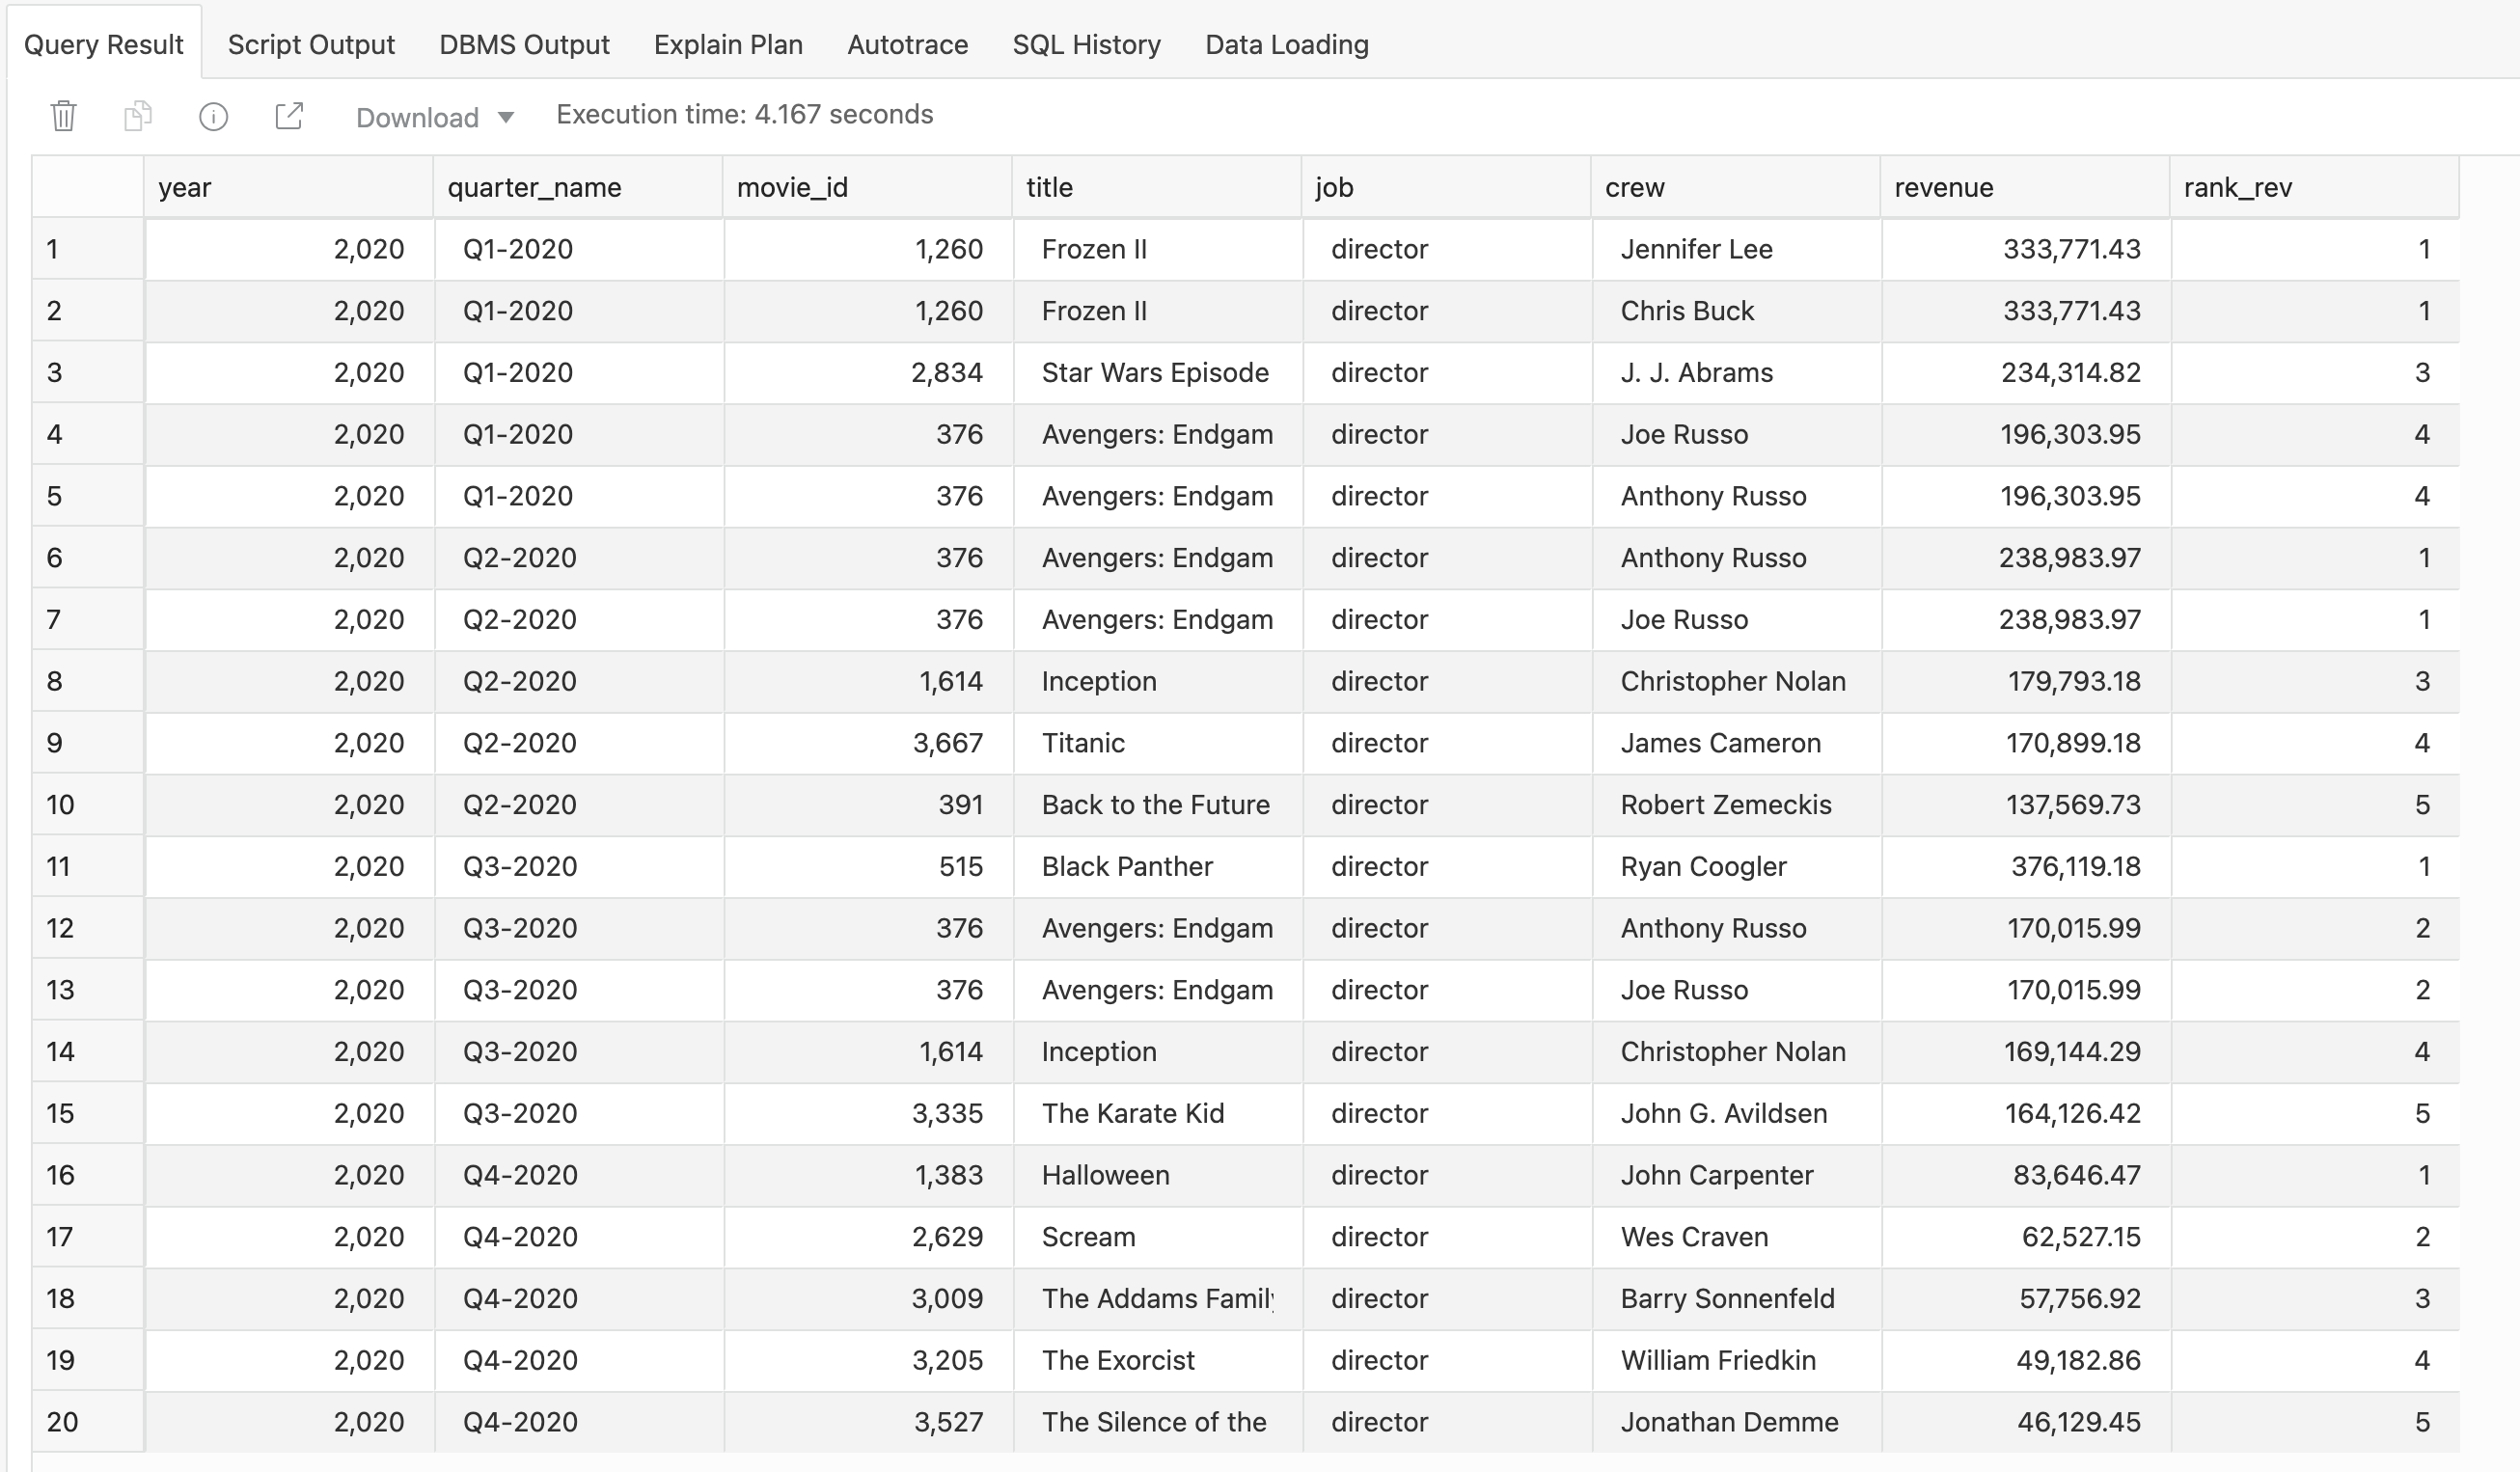 Query Result Script Output DBMS Output Explain Plan Autotrace SQL History Data Loading
Download Execution time: 4.167 seconds
year quarter_name movie_id title job crew revenue rank_rev
1 2,020 Q1-2020 1,260 Frozen II director Jennifer Lee 333,771.43 1
2 2,020 Q1-2020 1,260 Frozen II director Chris Buck 333,771.43 1
3 2,020 Q1-2020 2,834 Star Wars Episode director J. J. Abrams 234,314.82 3
4 2,020 Q1-2020 376 Avengers: Endgam director Joe Russo 196,303.95 4
5 2,020 Q1-2020 376 Avengers: Endgam director Anthony Russo 196,303.95 4
6 2,020 Q2-2020 376 Avengers: Endgam director Anthony Russo 238,983.97 1
7 2,020 Q2-2020 376 Avengers: Endgam director Joe Russo 238,983.97 1
8 2,020 Q2-2020 1,614 Inception director Christopher Nolan 179,793.18 3
9 2,020 Q2-2020 3,667 Titanic director James Cameron 170,899.18 4
10 2,020 Q2-2020 391 Back to the Future director Robert Zemeckis 137,569.73 5
11 2,020 Q3-2020 515 Black Panther director Ryan Coogler 376,119.18 1
12 2,020 Q3-2020 376 Avengers: Endgam director Anthony Russo 170,015.99 2
13 2,020 Q3-2020 376 Avengers: Endgam director Joe Russo 170,015.99 2
14 2,020 Q3-2020 1,614 Inception director Christopher Nolan 169,144.29 4
15 2,020 Q3-2020 3,335 The Karate Kid director John G. Avildsen 164,126.42 5
16 2,020 Q4-2020 1,383 Halloween director John Carpenter 83,646.47 1
17 2,020 Q4-2020 2,629 Scream director Wes Craven 62,527.15 2
18 2,020 Q4-2020 3,009 The Addams Family director Barry Sonnenfeld 57,756.92 3
19 2,020 Q4-2020 3,205 The Exorcist director William Friedkin 49,182.86 4
20 2,020 Q4-2020 3,527 The Silence of the director Jonathan Demme 46,129.45 5